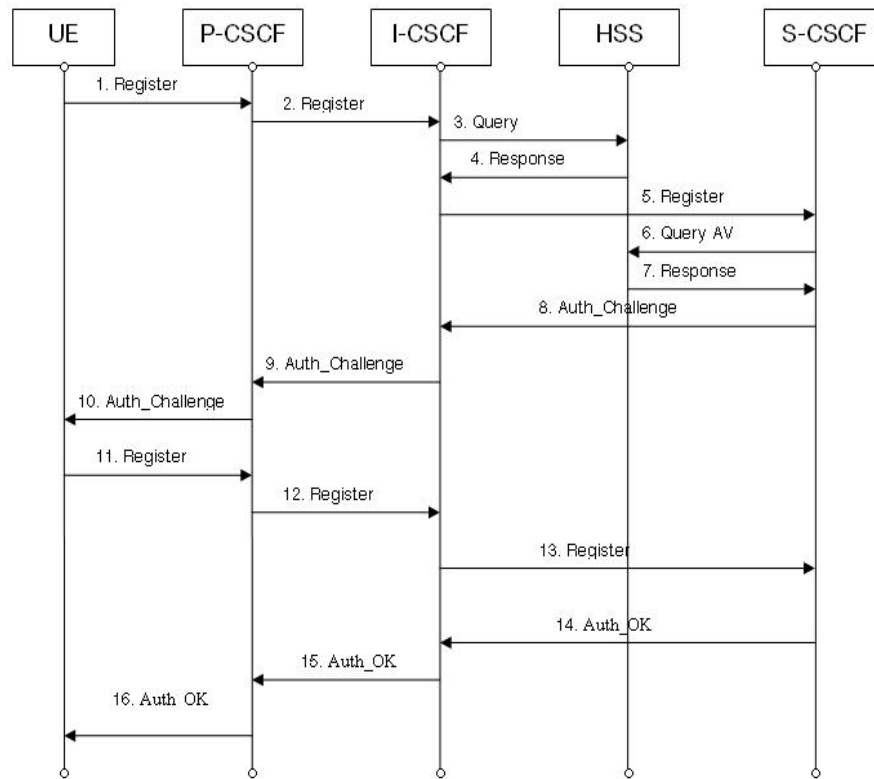 UE
P-CSCF
I-CSCF
HSS
S-CSCF
1. Register
2. Register
3. Query
4. Response
5. Register
6. Query AV
7. Response
8. Auth_Challenge
9. Auth_Challenge
10. Auth_Challenge
11. Register
12. Register
13. Register
14. Auth_OK
15. Auth_OK
16. Auth OK